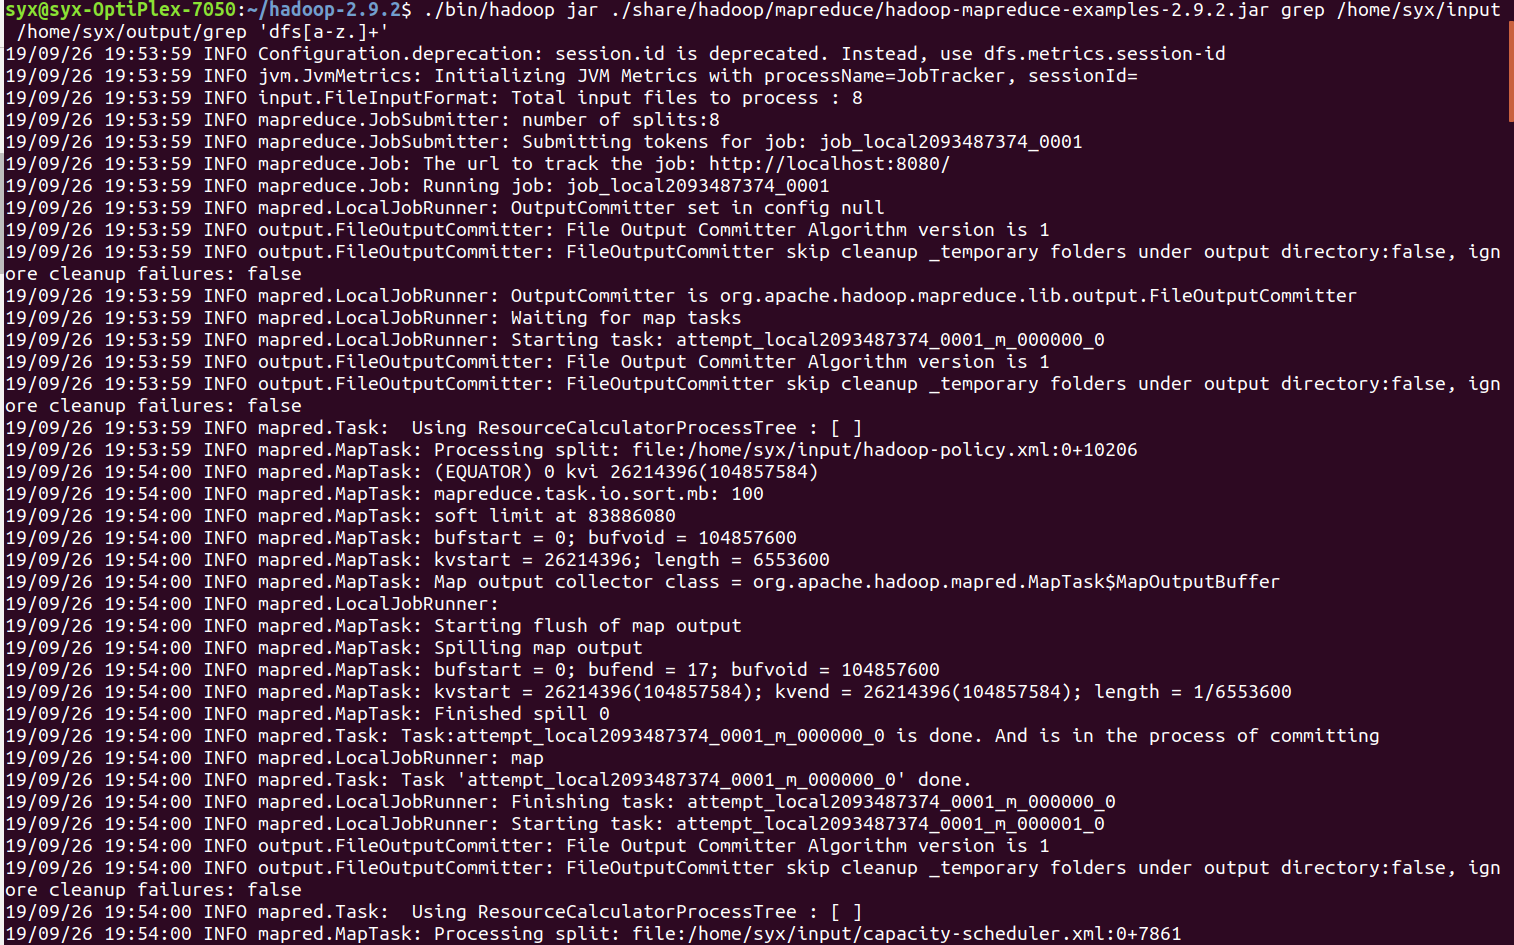 syx@syx-OptiPlex-7050:~/hadoop-2.9.2$ ./bin/hadoop jar ./share/hadoop/mapreduce/hadoop-mapreduce-examples-2.9.2.jar grep /home/syx/input
 /home/syx/output/grep 'dfs[a-z.]+'
19/09/26 19:53:59 INFO Configuration.deprecation: session.id is deprecated. Instead, use dfs.metrics.session-id
19/09/26 19:53:59 INFO jvm.JvmMetrics: Initializing JVM Metrics with processName=JobTracker, sessionId=
19/09/26 19:53:59 INFO input.FileInputFormat: Total input files to process : 8
19/09/26 19:53:59 INFO mapreduce.JobSubmitter: number of splits:8
19/09/26 19:53:59 INFO mapreduce.JobSubmitter: Submitting tokens for job: job_local2093487374_0001
19/09/26 19:53:59 INFO mapreduce.Job: The url to track the job: http://localhost:8080/
19/09/26 19:53:59 INFO mapreduce.Job: Running job: job_local2093487374_0001
19/09/26 19:53:59 INFO mapred.LocalJobRunner: OutputCommitter set in config null
19/09/26 19:53:59 INFO output.FileOutputCommitter: File Output Committer Algorithm version is 1
19/09/26 19:53:59 INFO output.FileOutputCommitter: FileOutputCommitter skip cleanup _temporary folders under output directory:false, ign
ore cleanup failures: false
19/09/26 19:53:59 INFO mapred.LocalJobRunner: OutputCommitter is org.apache.hadoop.mapreduce.lib.output.FileOutputCommitter
19/09/26 19:53:59 INFO mapred.LocalJobRunner: Waiting for map tasks
19/09/26 19:53:59 INFO mapred.LocalJobRunner: Starting task: attempt_local2093487374_0001_m_000000_0
19/09/26 19:53:59 INFO output.FileOutputCommitter: File Output Committer Algorithm version is 1
19/09/26 19:53:59 INFO output.FileOutputCommitter: FileOutputCommitter skip cleanup _temporary folders under output directory:false, ign
ore cleanup failures: false
19/09/26 19:53:59 INFO mapred.Task:  Using ResourceCalculatorProcessTree : [ ]
19/09/26 19:53:59 INFO mapred.MapTask: Processing split: file:/home/syx/input/hadoop-policy.xml:0+10206
19/09/26 19:54:00 INFO mapred.MapTask: (EQUATOR) 0 kvi 26214396(104857584)
19/09/26 19:54:00 INFO mapred.MapTask: mapreduce.task.io.sort.mb: 100
19/09/26 19:54:00 INFO mapred.MapTask: soft limit at 83886080
19/09/26 19:54:00 INFO mapred.MapTask: bufstart = 0; bufvoid = 104857600
19/09/26 19:54:00 INFO mapred.MapTask: kvstart = 26214396; length = 6553600
19/09/26 19:54:00 INFO mapred.MapTask: Map output collector class = org.apache.hadoop.mapred.MapTask$MapOutputBuffer
19/09/26 19:54:00 INFO mapred.LocalJobRunner:
19/09/26 19:54:00 INFO mapred.MapTask: Starting flush of map output
19/09/26 19:54:00 INFO mapred.MapTask: Spilling map output
19/09/26 19:54:00 INFO mapred.MapTask: bufstart = 0; bufend = 17; bufvoid = 104857600
19/09/26 19:54:00 INFO mapred.MapTask: kvstart = 26214396(104857584); kvend = 26214396(104857584); length = 1/6553600
19/09/26 19:54:00 INFO mapred.MapTask: Finished spill 0
19/09/26 19:54:00 INFO mapred.Task: Task:attempt_local2093487374_0001_m_000000_0 is done. And is in the process of committing
19/09/26 19:54:00 INFO mapred.LocalJobRunner: map
19/09/26 19:54:00 INFO mapred.Task: Task 'attempt_local2093487374_0001_m_000000_0' done.
19/09/26 19:54:00 INFO mapred.LocalJobRunner: Finishing task: attempt_local2093487374_0001_m_000000_0
19/09/26 19:54:00 INFO mapred.LocalJobRunner: Starting task: attempt_local2093487374_0001_m_000001_0
19/09/26 19:54:00 INFO output.FileOutputCommitter: File Output Committer Algorithm version is 1
19/09/26 19:54:00 INFO output.FileOutputCommitter: FileOutputCommitter skip cleanup _temporary folders under output directory:false, ign
ore cleanup failures: false
19/09/26 19:54:00 INFO mapred.Task:  Using ResourceCalculatorProcessTree : [ ]
19/09/26 19:54:00 INFO mapred.MapTask: Processing split: file:/home/syx/input/capacity-scheduler.xml:0+7861